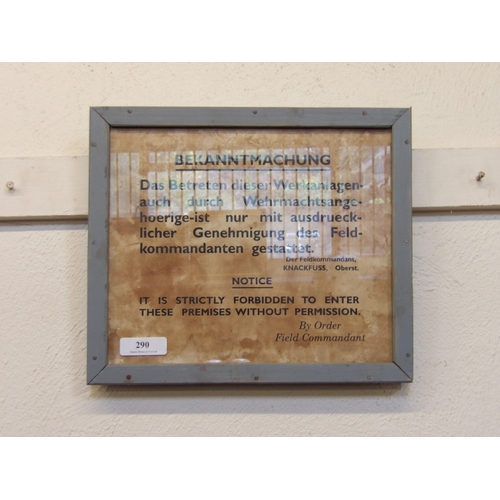 BEKANNTMACHUNG
Das Betreten dieser Werkanlagen-
auch durch Wehrmachtsange-
hoerige-ist nur mit ausdrueck-
licher Genehmigung des Feld-
kommandanten gestattet.
Der Feldkommandant,
KNACKFUSS, Oberst.
NOTICE
IT IS STRICTLY FORBIDDEN TO ENTER
THESE PREMISES WITHOUT PERMISSION.
By Order
Field Commandant
290